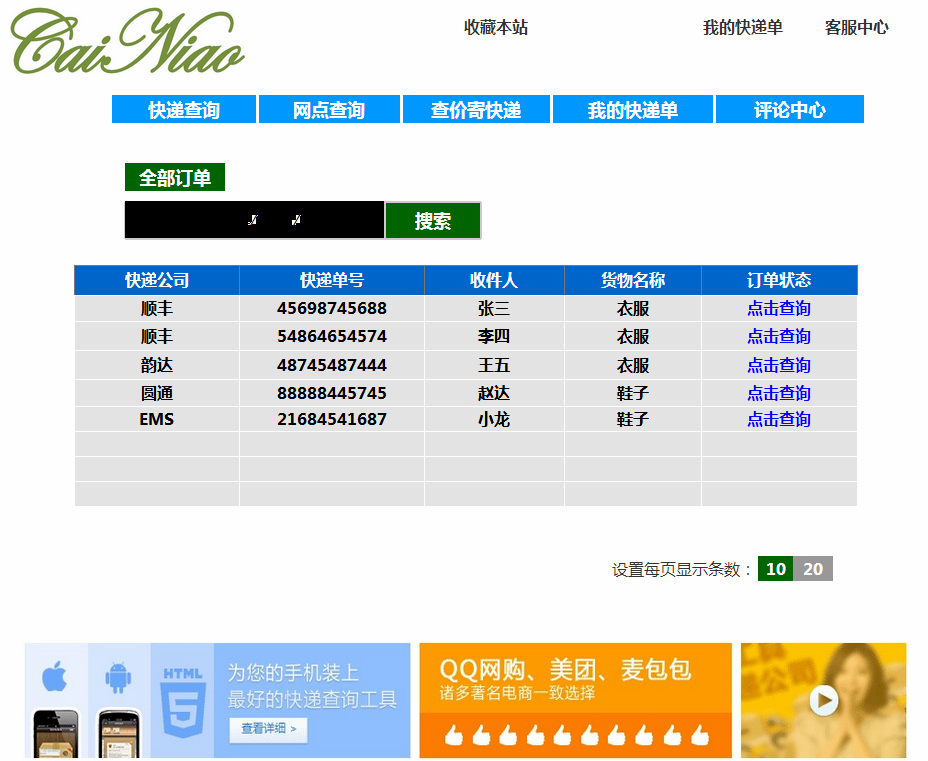 CaiNiao 收藏本站 我的快递单 客服中心
快递查询 网点查询 查价寄快递 我的快递单 评论中心
全部订单
搜索
快递公司 快递单号 收件人 货物名称 订单状态
顺丰 45698745688 张三 衣服 点击查询
顺丰 54864654574 李四 衣服 点击查询
韵达 48745487444 王五 衣服 点击查询
圆通 88888445745 赵达 鞋子 点击查询
EMS 21684541687 小龙 鞋子 点击查询
设置每页显示条数： 10 20
HTML
5
为您的手机装上
最好的快递查询工具
查看详细 >
QQ网购、美团、麦包包
诸多著名电商一致选择